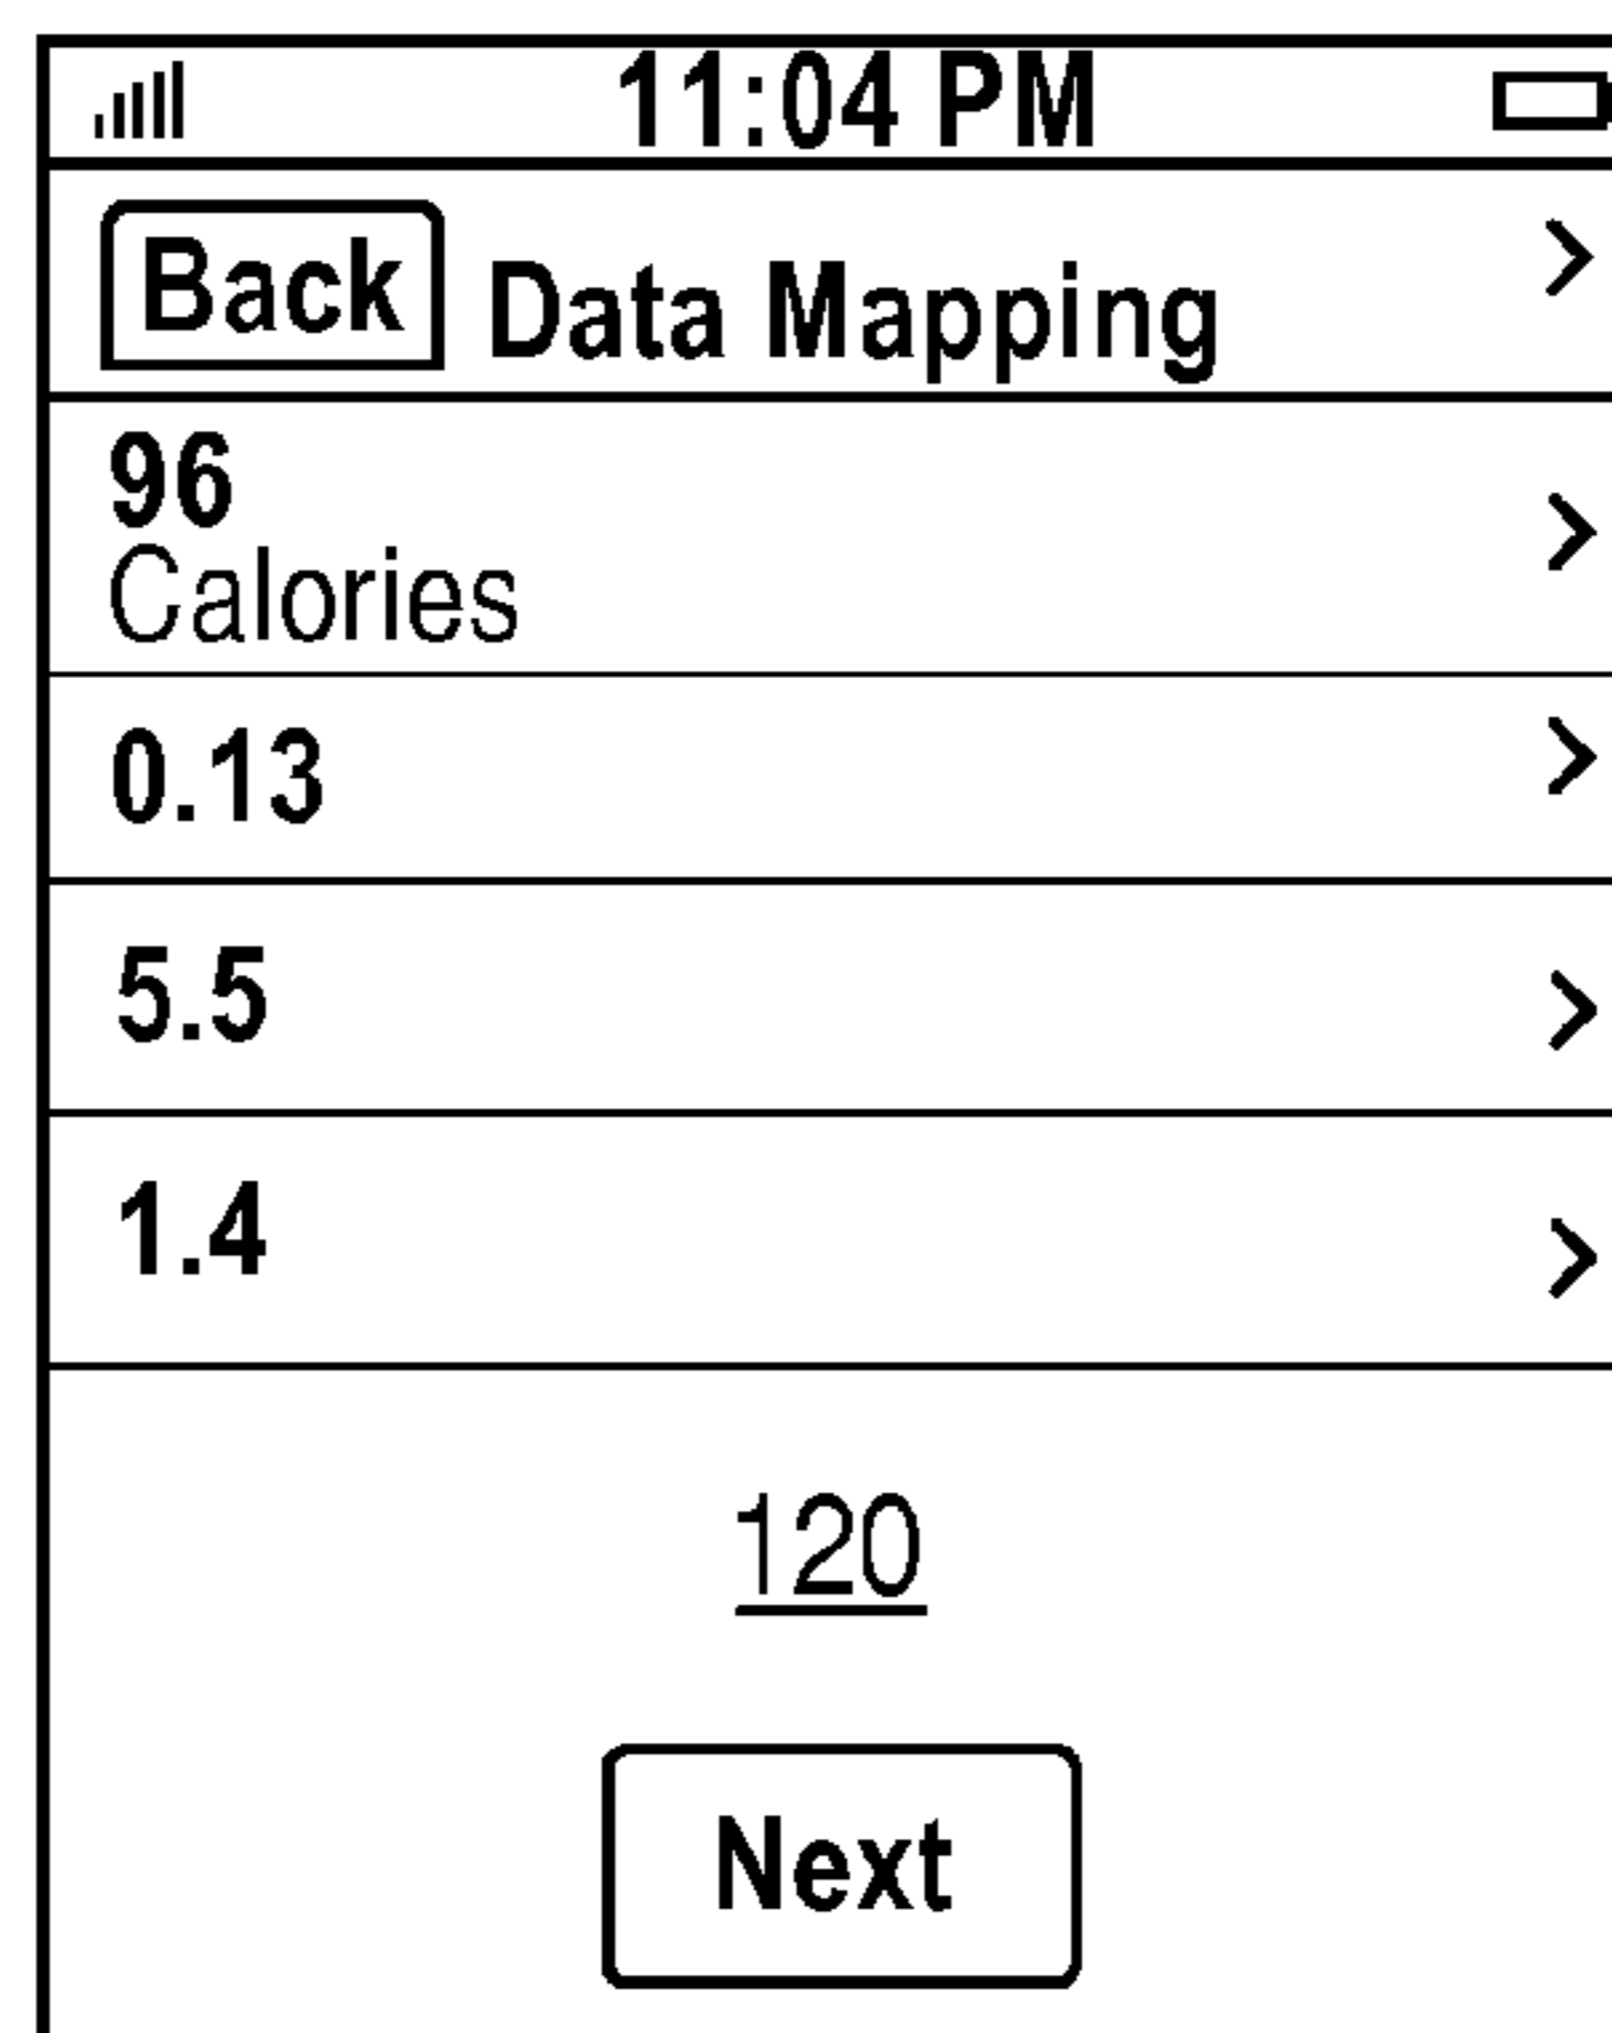 11:04 PM
Back Data Mapping >
96
Calories >
0.13 >
5.5 >
1.4 >
120
Next